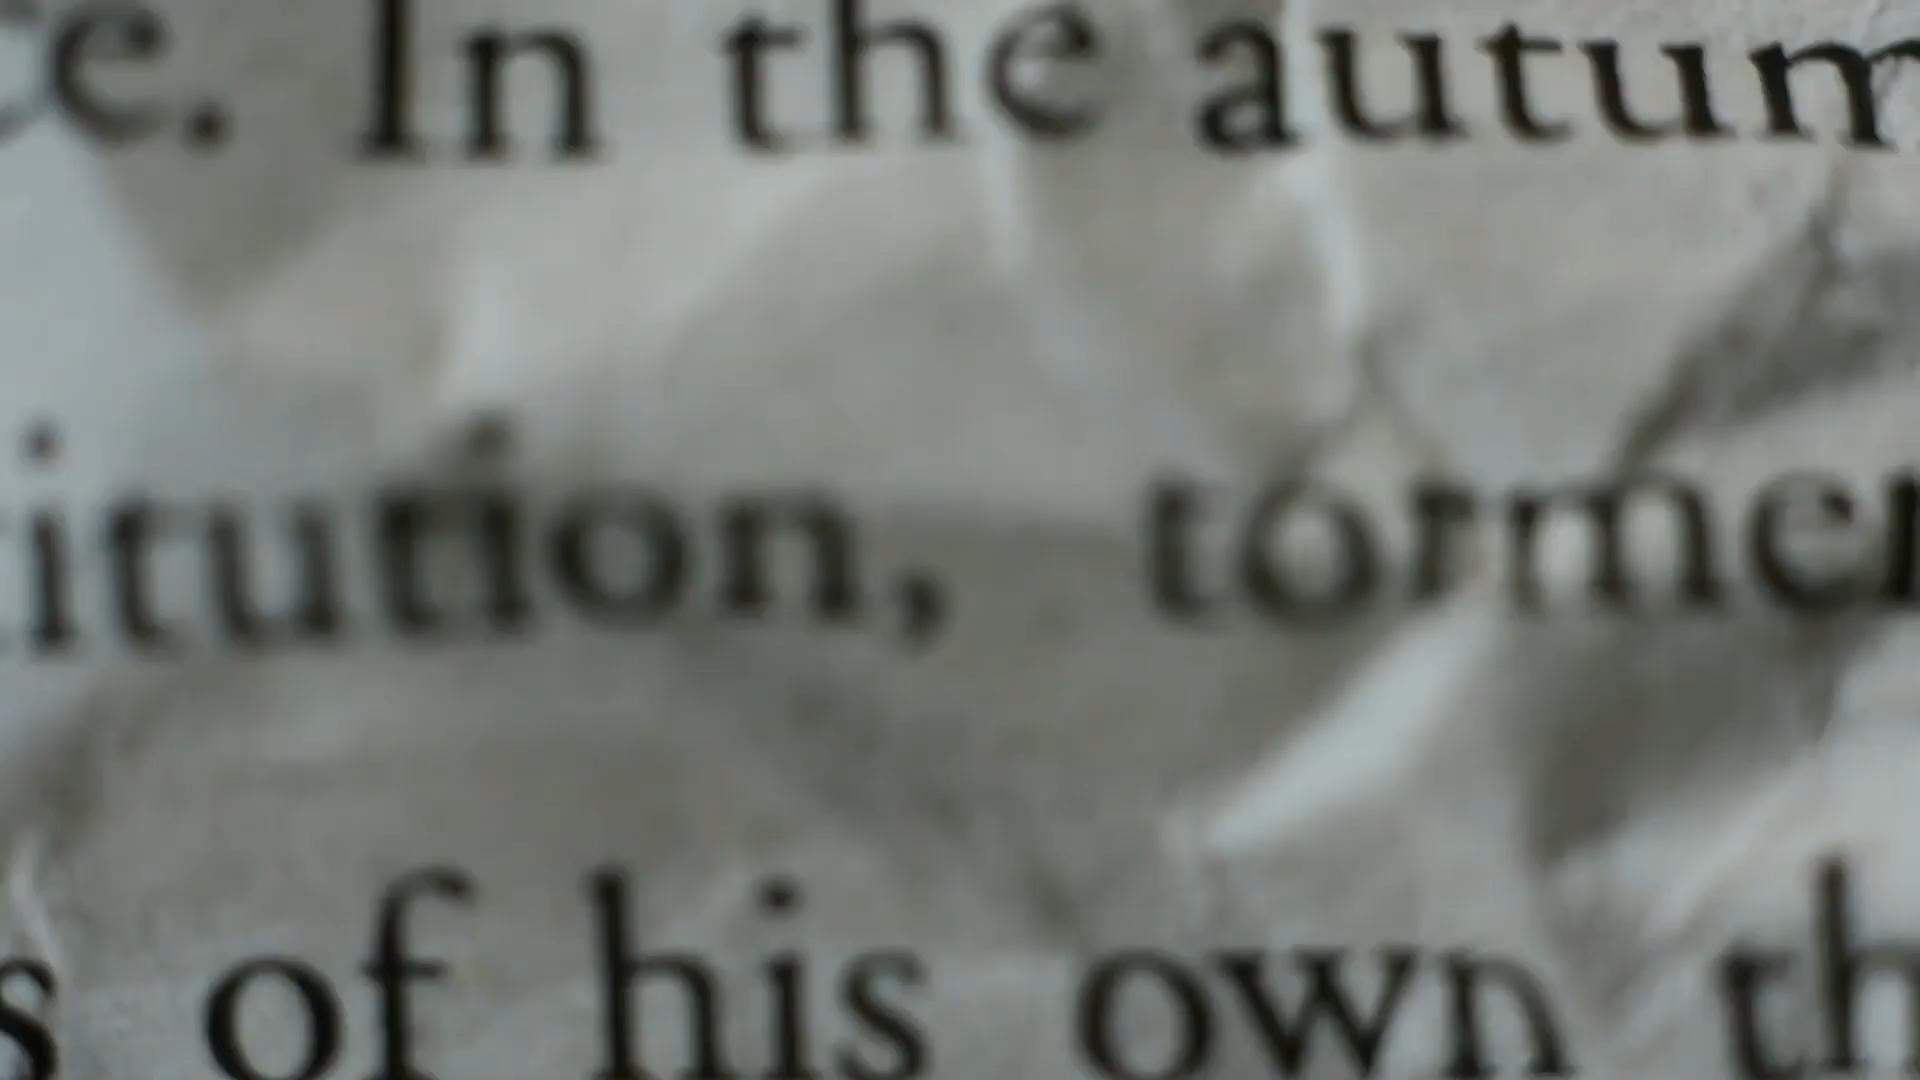 e. In the autum
itution, tormen
s of his own th